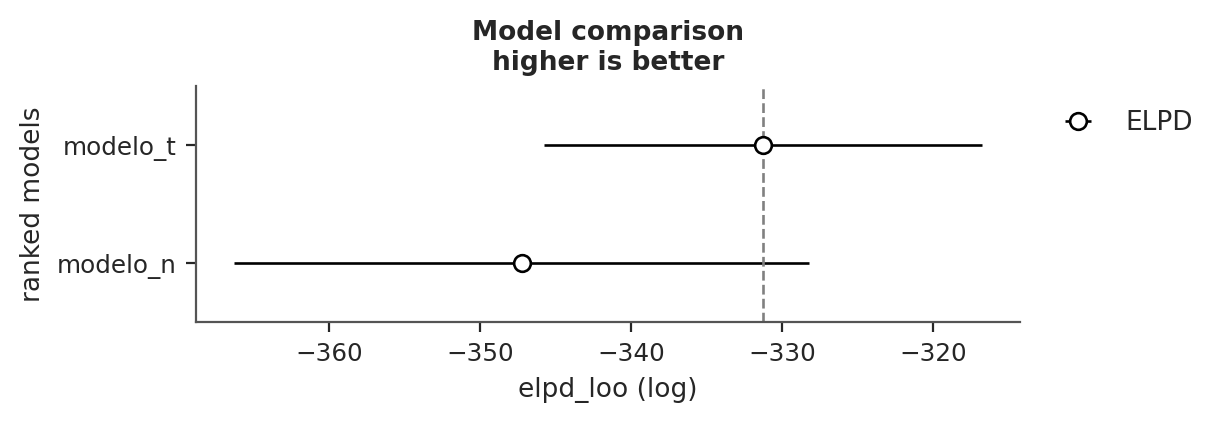 Model comparison
higher is better
ELPD
ranked models
modelo_t
modelo_n
−360
−350
−340
−330
−320
elpd_loo (log)